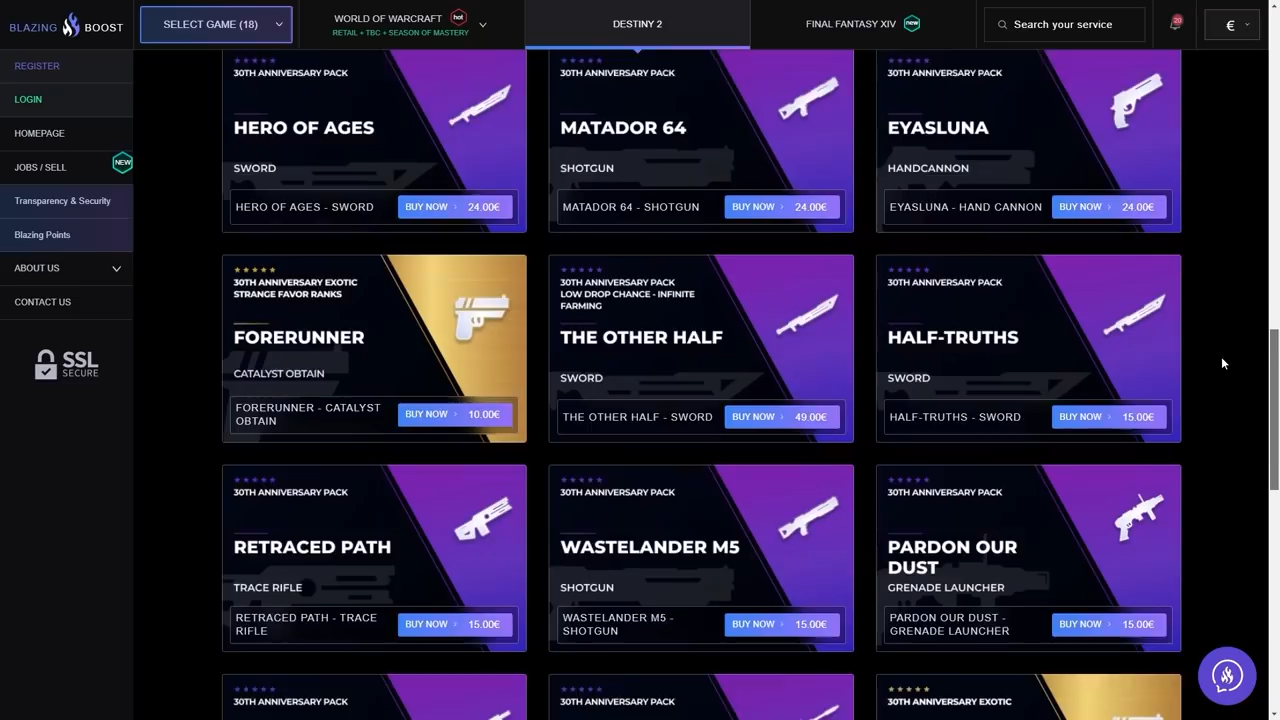 BLAZING BOOST
SELECT GAME (18)
WORLD OF WARCRAFT hot
RETAIL + TBC + SEASON OF MASTERY
DESTINY 2
FINAL FANTASY XIV new
Search your service
20
€
LOGIN
HOMEPAGE
JOBS / SELL NEW
Transparency & Security
Blazing Points
ABOUT US
CONTACT US
SSL
SECURE
30TH ANNIVERSARY PACK
HERO OF AGES
SWORD
HERO OF AGES - SWORD
BUY NOW 24.00€
30TH ANNIVERSARY PACK
MATADOR 64
SHOTGUN
MATADOR 64 - SHOTGUN
BUY NOW 24.00€
30TH ANNIVERSARY PACK
EYASLUNA
HANDCANNON
EYASLUNA - HAND CANNON
BUY NOW 24.00€
30TH ANNIVERSARY EXOTIC
STRANGE FAVOR RANKS
FORERUNNER
CATALYST OBTAIN
FORERUNNER - CATALYST
OBTAIN
BUY NOW 10.00€
30TH ANNIVERSARY PACK
LOW DROP CHANCE - INFINITE
FARMING
THE OTHER HALF
SWORD
THE OTHER HALF - SWORD
BUY NOW 49.00€
30TH ANNIVERSARY PACK
HALF-TRUTHS
SWORD
HALF-TRUTHS - SWORD
BUY NOW 15.00€
30TH ANNIVERSARY PACK
RETRACED PATH
TRACE RIFLE
RETRACED PATH - TRACE
RIFLE
BUY NOW 15.00€
30TH ANNIVERSARY PACK
WASTELANDER M5
SHOTGUN
WASTELANDER M5 -
SHOTGUN
BUY NOW 15.00€
30TH ANNIVERSARY PACK
PARDON OUR
DUST
GRENADE LAUNCHER
PARDON OUR DUST -
GRENADE LAUNCHER
BUY NOW 15.00€
30TH ANNIVERSARY PACK
30TH ANNIVERSARY PACK
30TH ANNIVERSARY EXOTIC